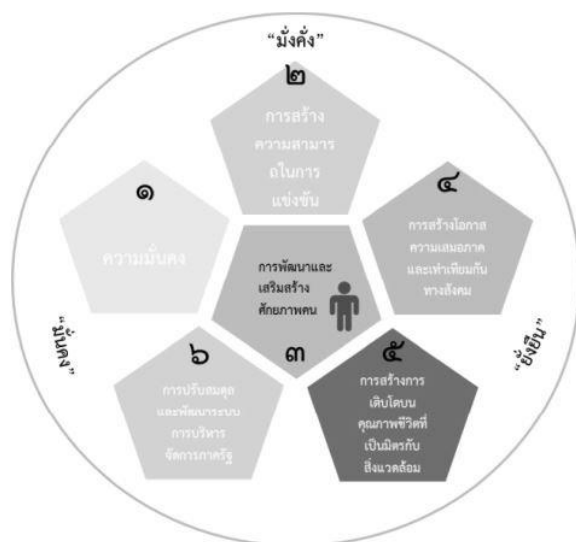 “มั่งคั่ง”
๒
การสร้าง
ความสามาร
ถในการ
แข่งขัน
๑
ความมั่นคง
๔
การสร้างโอกาส
ความเสมอภาค
และเท่าเทียมกัน
ทางสังคม
การพัฒนาและ
เสริมสร้าง
ศักยภาพคน
๓
“มั่นคง”
“ยั่งยืน”
๖
การปรับสมดุล
และพัฒนาระบบ
การบริหาร
จัดการภาครัฐ
๕
การสร้างการ
เติบโตบน
คุณภาพชีวิตที่
เป็นมิตรกับ
สิ่งแวดล้อม